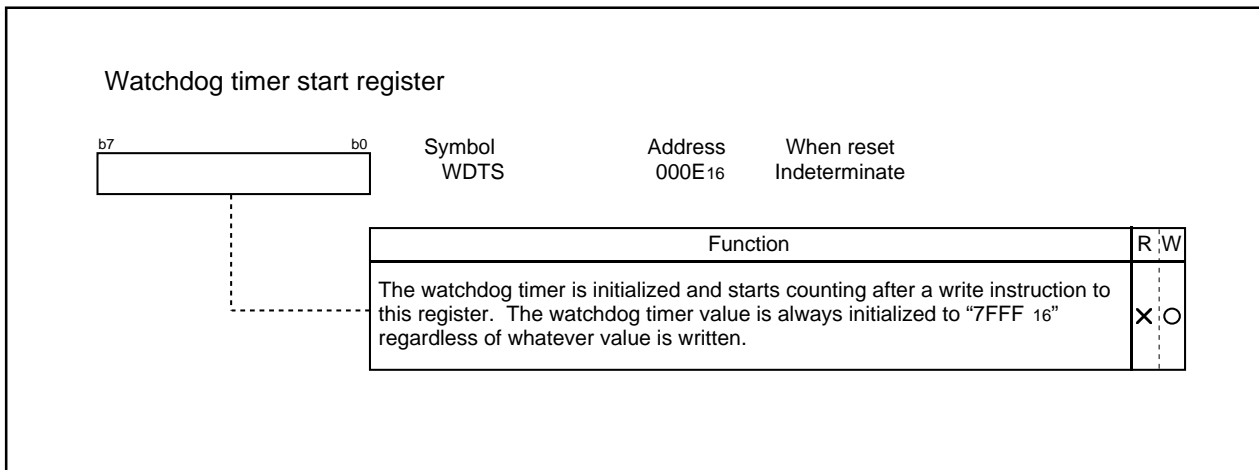 Watchdog timer start register
b7 b0 Symbol Address When reset
WDTS 000E16 Indeterminate
Function R W
The watchdog timer is initialized and starts counting after a write instruction to
this register. The watchdog timer value is always initialized to “7FFF 16”
regardless of whatever value is written.